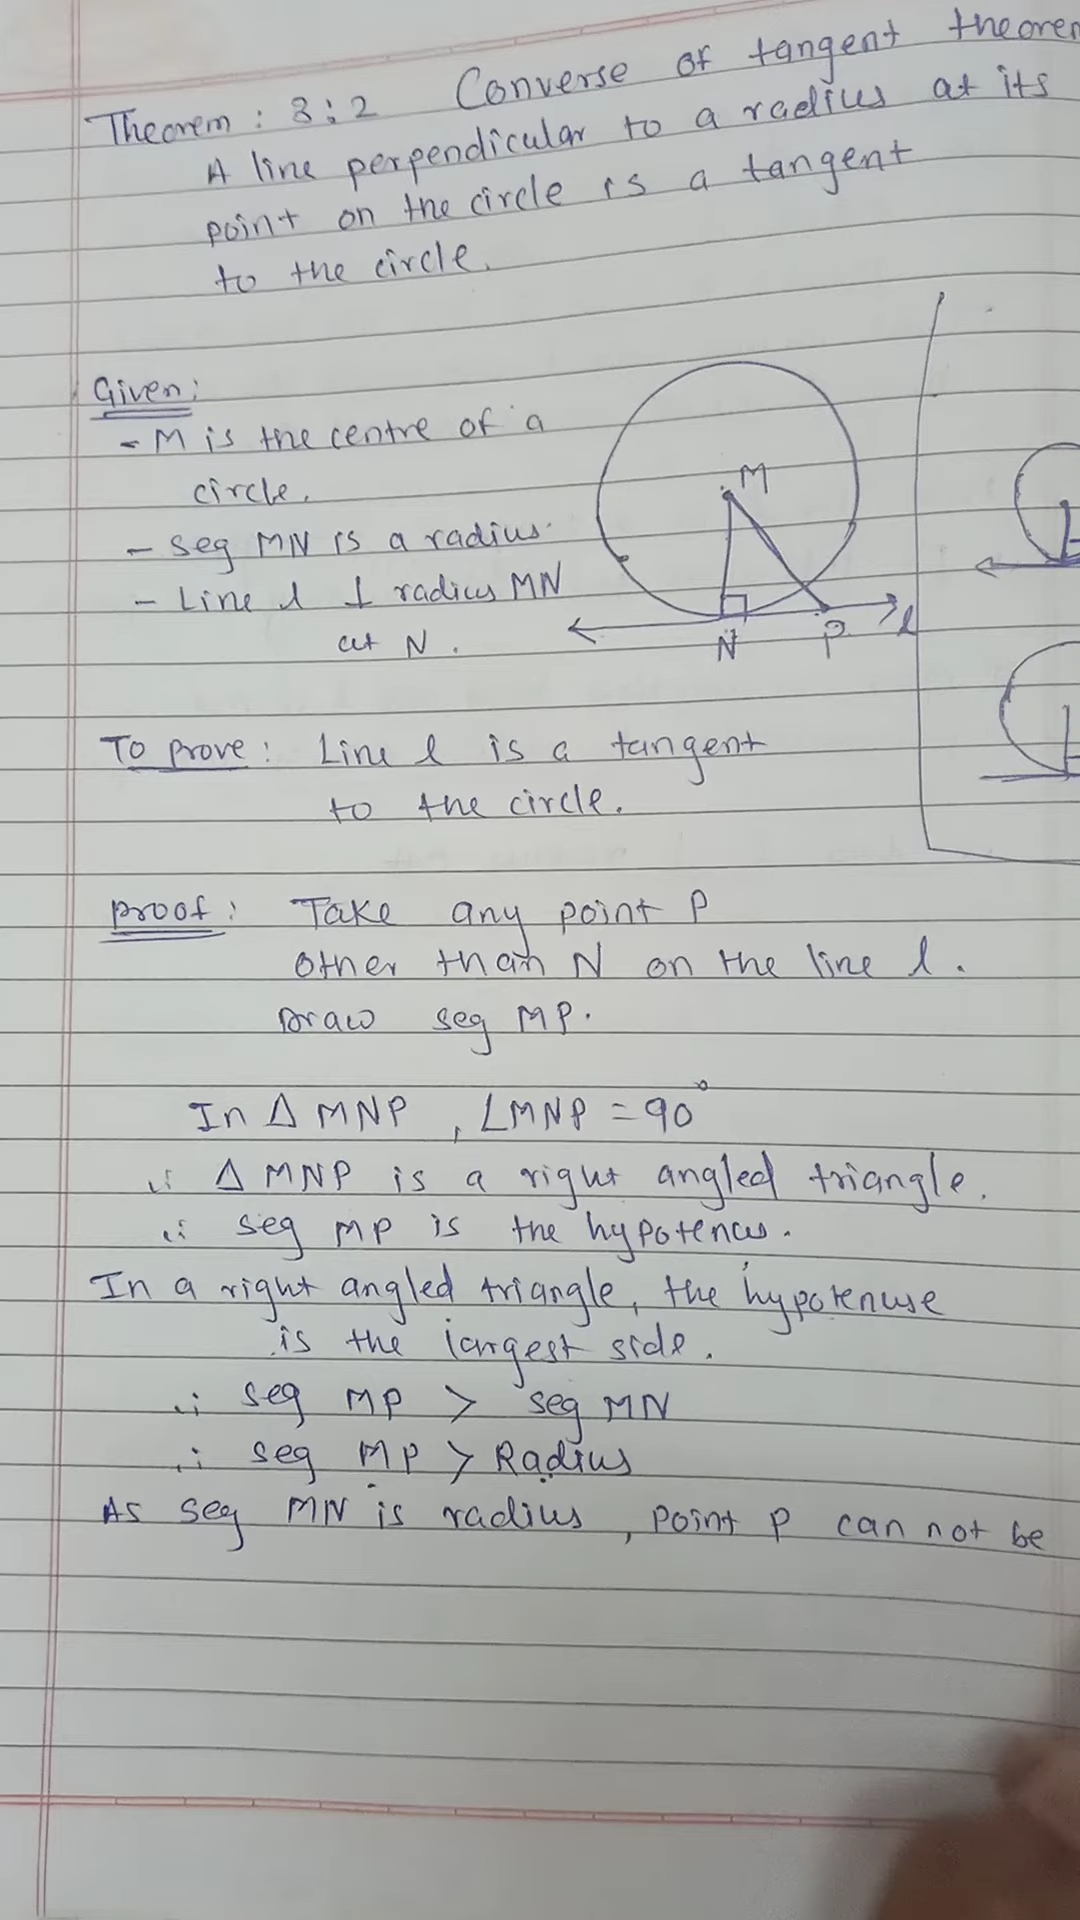 Converse of tangent theorem
Theorem : 3:2
A line perpendicular to a radius at its
point on the circle is a tangent
to the circle.
Given:
- M is the centre of a
circle.
- seg MN is a radius.
- Line l ⊥ radius MN
at N.
M
N
P
l
To prove: Line l is a tangent
to the circle.
proof: Take any point P
other than N on the line l.
Draw seg MP.
In Δ MNP, ∠MNP = 90°
∴ Δ MNP is a right angled triangle.
∴ seg MP is the hypotenus.
In a right angled triangle, the hypotenuse
is the largest side.
∴ seg MP > seg MN
∴ seg MP > Radius
As seg MN is radius, point P can not be